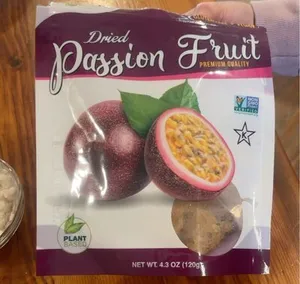 Dried
Passion Fruit
PREMIUM QUALITY
K
PLANT
BASED
NET WT. 4.3 OZ (120g)